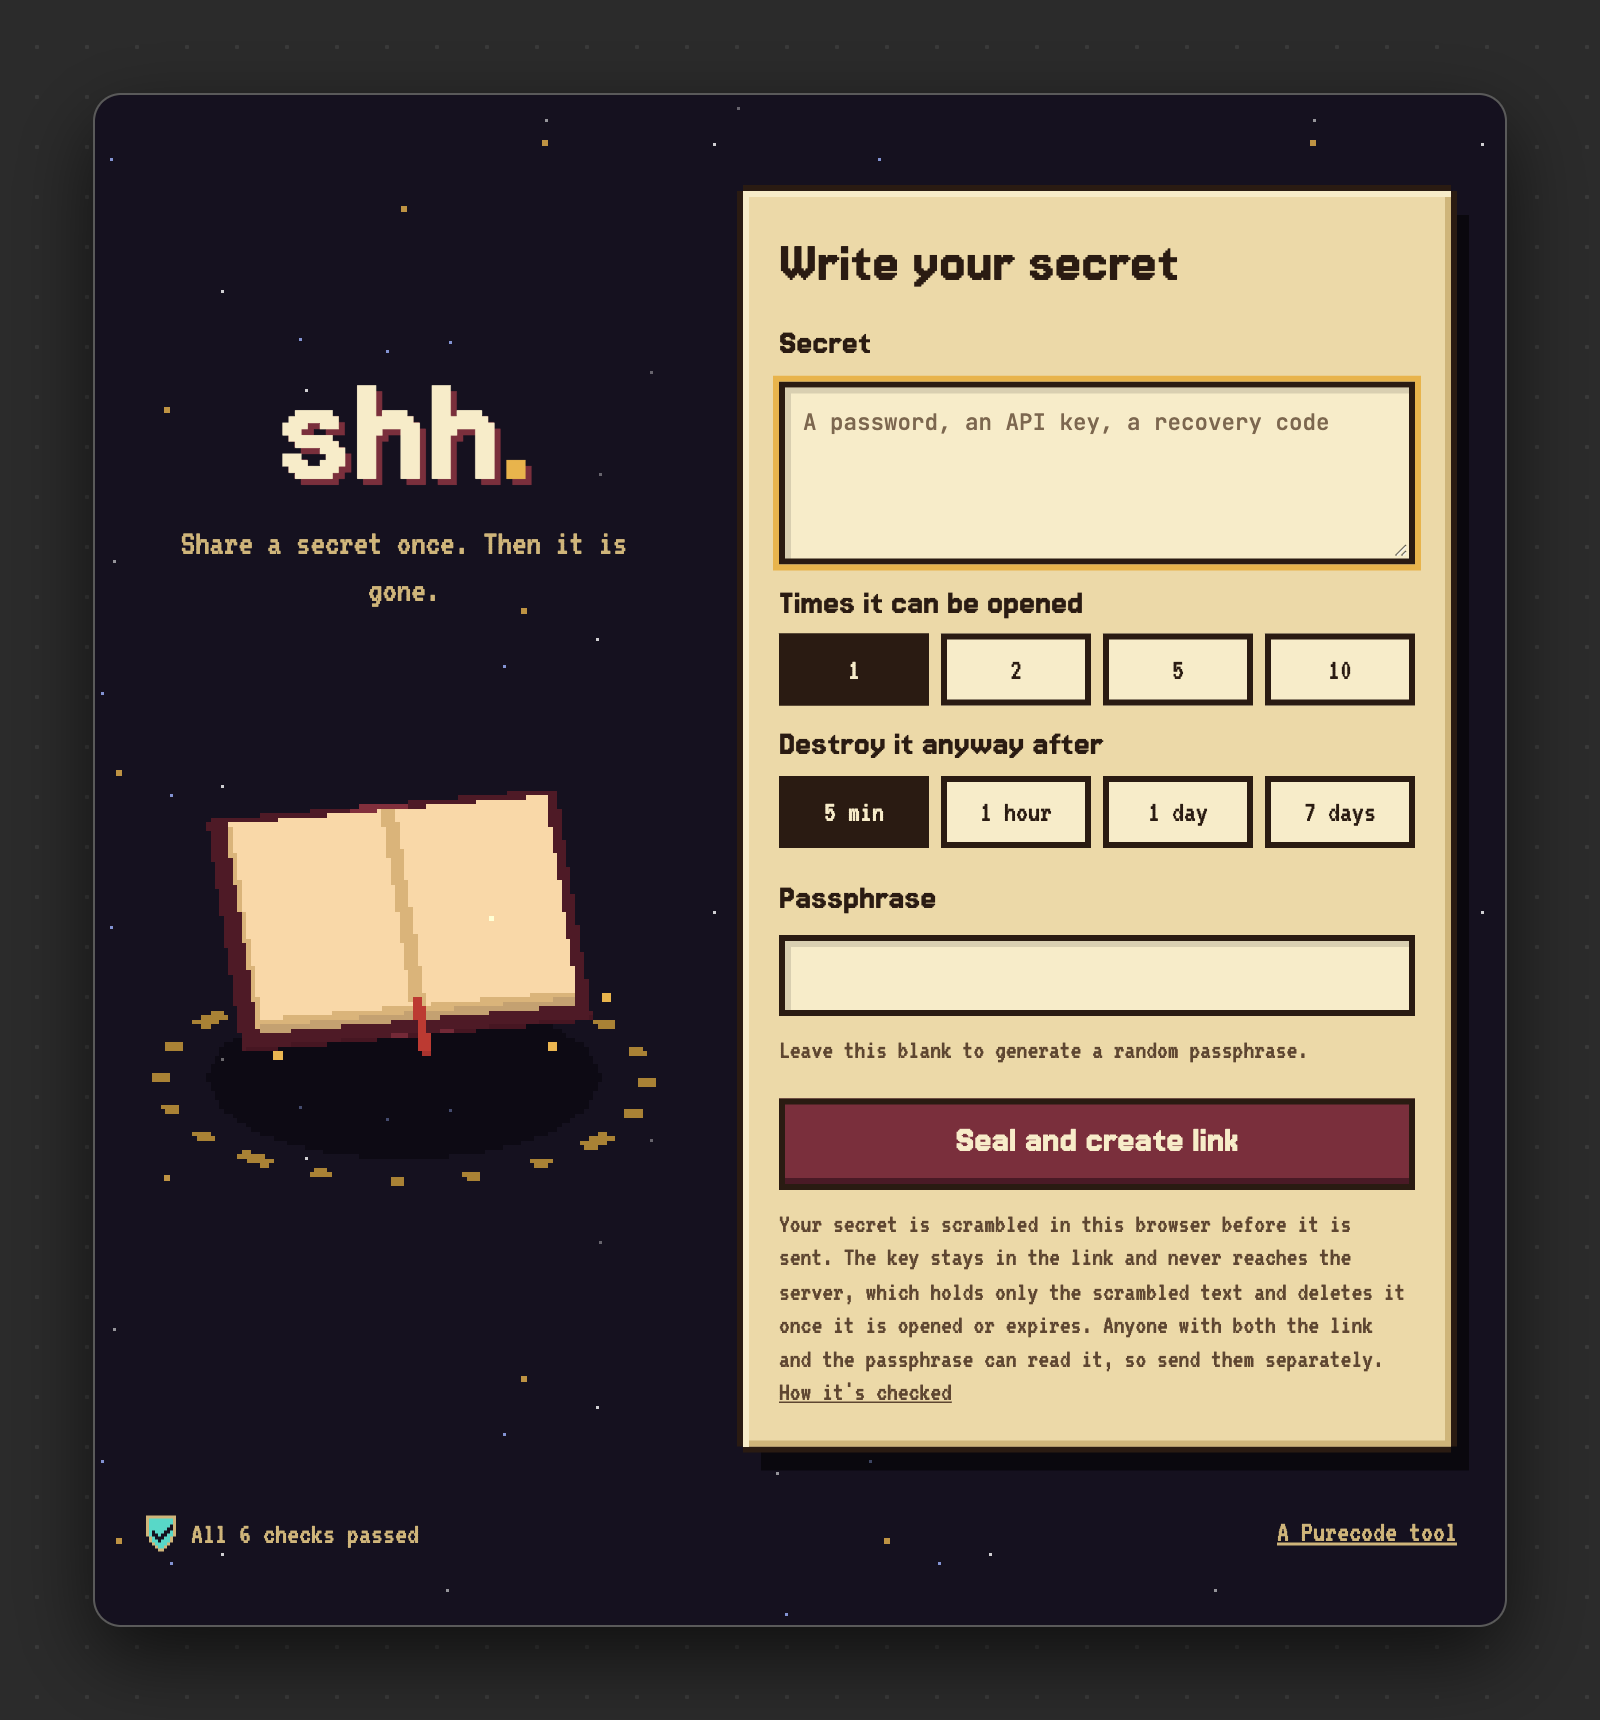 shh.
Share a secret once. Then it is
gone.
Write your secret
Secret
A password, an API key, a recovery code
Times it can be opened
1 2 5 10
Destroy it anyway after
5 min 1 hour 1 day 7 days
Passphrase
Leave this blank to generate a random passphrase.
Seal and create link
Your secret is scrambled in this browser before it is
sent. The key stays in the link and never reaches the
server, which holds only the scrambled text and deletes it
once it is opened or expires. Anyone with both the link
and the passphrase can read it, so send them separately.
How it's checked
All 6 checks passed
A Purecode tool